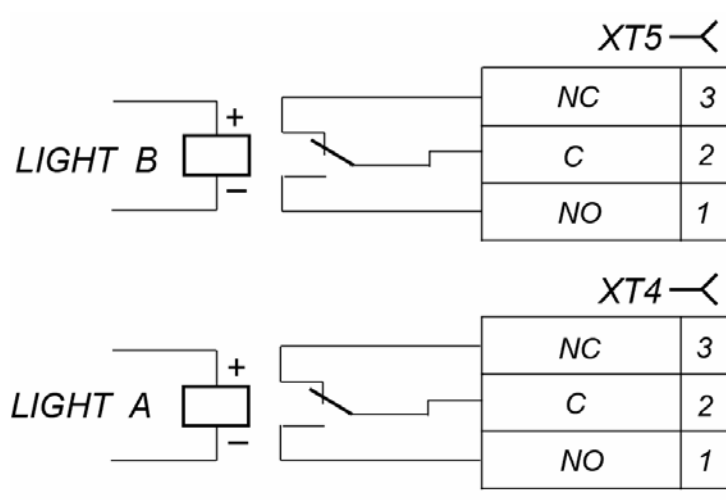 XT5
NC 3
+
LIGHT B
C 2
−
NO 1
XT4
NC 3
+
LIGHT A
C 2
−
NO 1